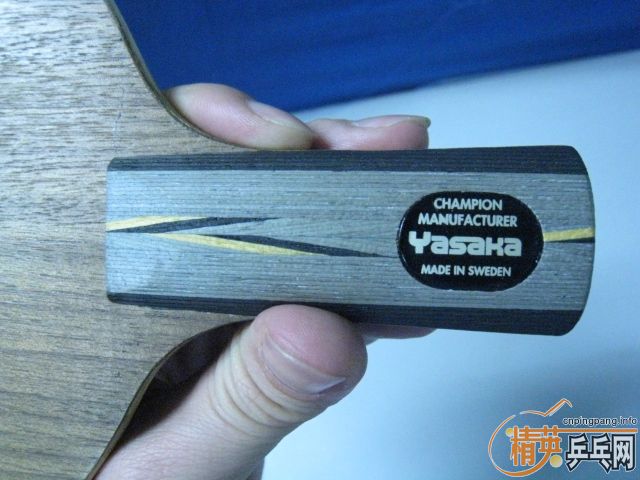 CHAMPION
MANUFACTURER
Yasaka
MADE IN SWEDEN
cnpingpang.info
精英乒乓网